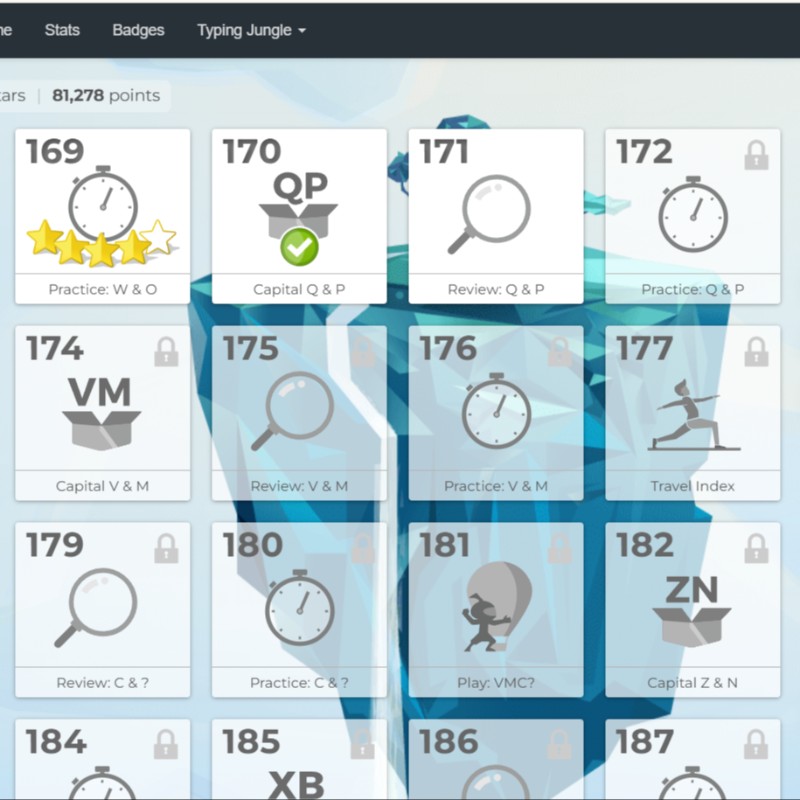 Stats Badges Typing Jungle
81,278 points
169 170 171 172
QP
Practice: W & O Capital Q & P Review: Q & P Practice: Q & P
174 175 176 177
VM
Capital V & M Review: V & M Practice: V & M Travel Index
179 180 181 182
ZN
Review: C & ? Practice: C & ? Play: VMC? Capital Z & N
184 185 186 187
XB